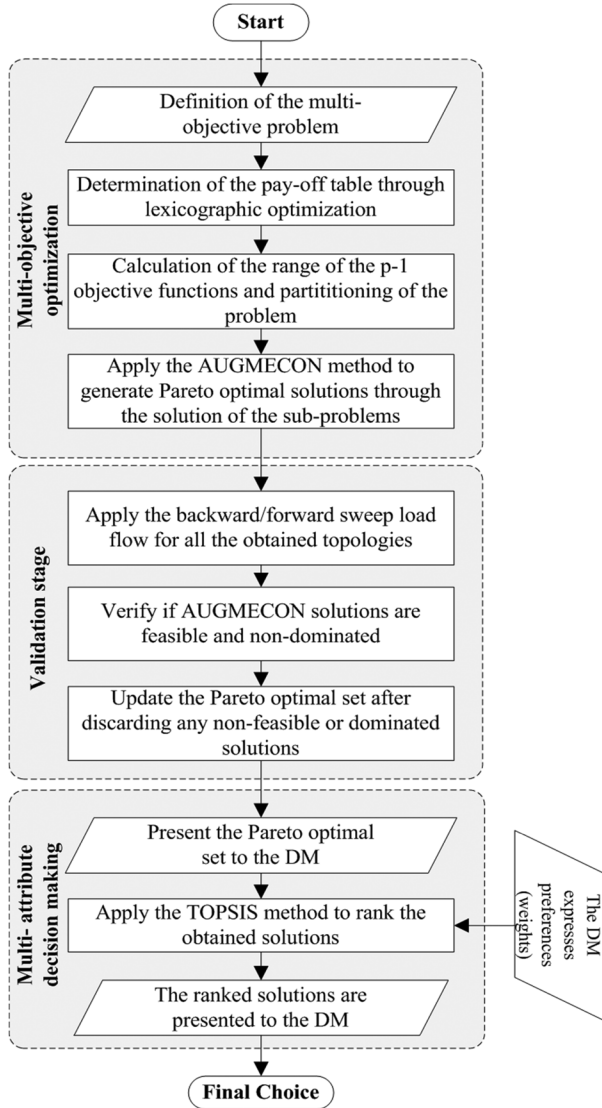 Start
Multi-objective
optimization
Definition of the multi-
objective problem
Determination of the pay-off table through
lexicographic optimization
Calculation of the range of the p-1
objective functions and partititioning of the
problem
Apply the AUGMECON method to
generate Pareto optimal solutions through
the solution of the sub-problems
Validation stage
Apply the backward/forward sweep load
flow for all the obtained topologies
Verify if AUGMECON solutions are
feasible and non-dominated
Update the Pareto optimal set after
discarding any non-feasible or dominated
solutions
Multi- attribute
decision making
Present the Pareto optimal
set to the DM
Apply the TOPSIS method to rank the
obtained solutions
The DM
expresses
preferences
(weights)
The ranked solutions are
presented to the DM
Final Choice